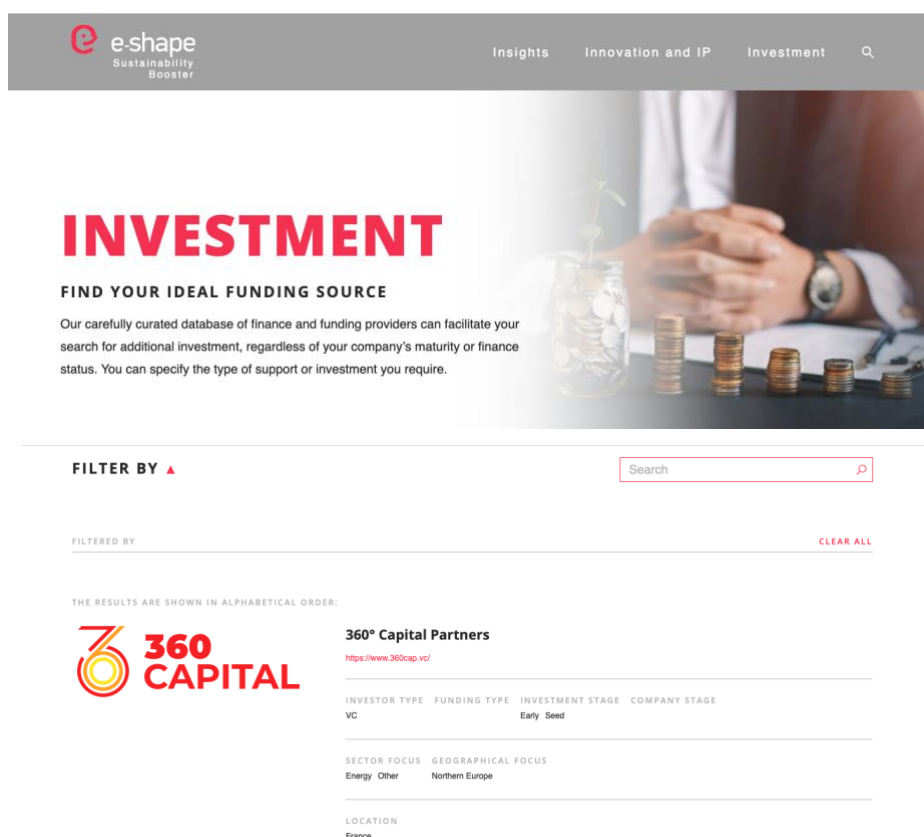 e-shape
Sustainability
Booster
Insights Innovation and IP Investment
INVESTMENT
FIND YOUR IDEAL FUNDING SOURCE
Our carefully curated database of finance and funding providers can facilitate your
search for additional investment, regardless of your company's maturity or finance
status. You can specify the type of support or investment you require.
FILTER BY ▲
Search
FILTERED BY
CLEAR ALL
THE RESULTS ARE SHOWN IN ALPHABETICAL ORDER:
360
CAPITAL
360° Capital Partners
https://www.360cap.vc/
INVESTOR TYPE FUNDING TYPE INVESTMENT STAGE COMPANY STAGE
VC Early Seed
SECTOR FOCUS GEOGRAPHICAL FOCUS
Energy Other Northern Europe
LOCATION
France